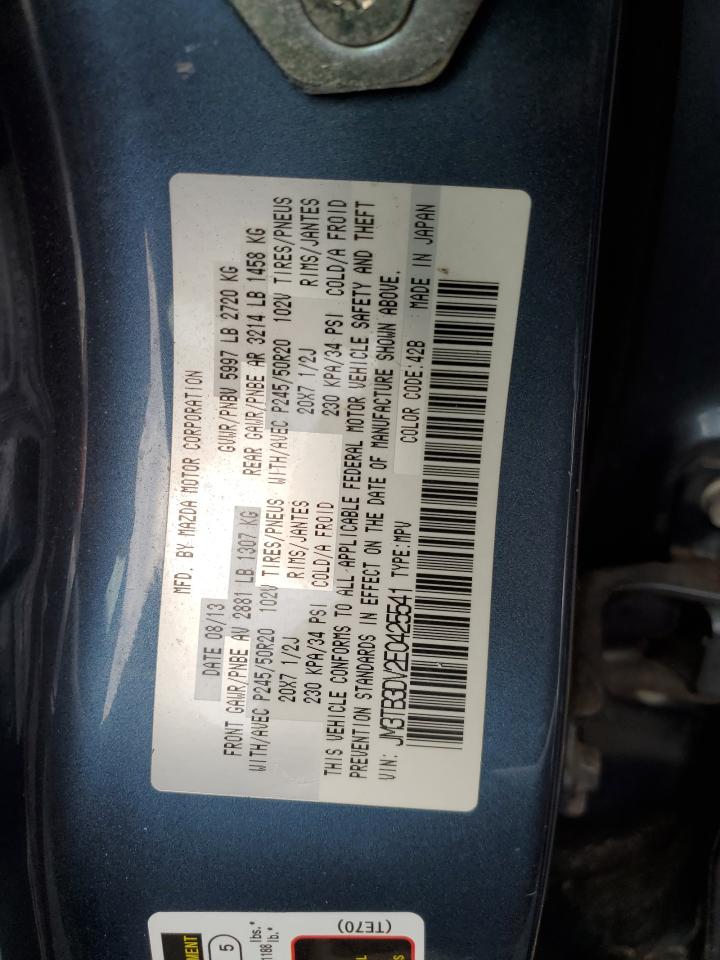 MFD. BY MAZDA MOTOR CORPORATION
DATE 08/13 GVWR/PNBV 5997 LB 2720 KG
FRONT GAWR/PNBE AV 2881 LB 1307 KG REAR GAWR/PNBE AR 3214 LB 1458 KG
WITH/AVEC P245/50R20 102V TIRES/PNEUS WITH/AVEC P245/50R20 102V TIRES/PNEUS
20X7 1/2J RIMS/JANTES 20X7 1/2J RIMS/JANTES
230 KPA/34 PSI COLD/A FROID 230 KPA/34 PSI COLD/A FROID
THIS VEHICLE CONFORMS TO ALL APPLICABLE FEDERAL MOTOR VEHICLE SAFETY AND THEFT
PREVENTION STANDARDS IN EFFECT ON THE DATE OF MANUFACTURE SHOWN ABOVE.
VIN: JM3TB3DV2E0425541 TYPE:MPV COLOR CODE:42B MADE IN JAPAN
5
lbs.*
lb.*
(TE70)